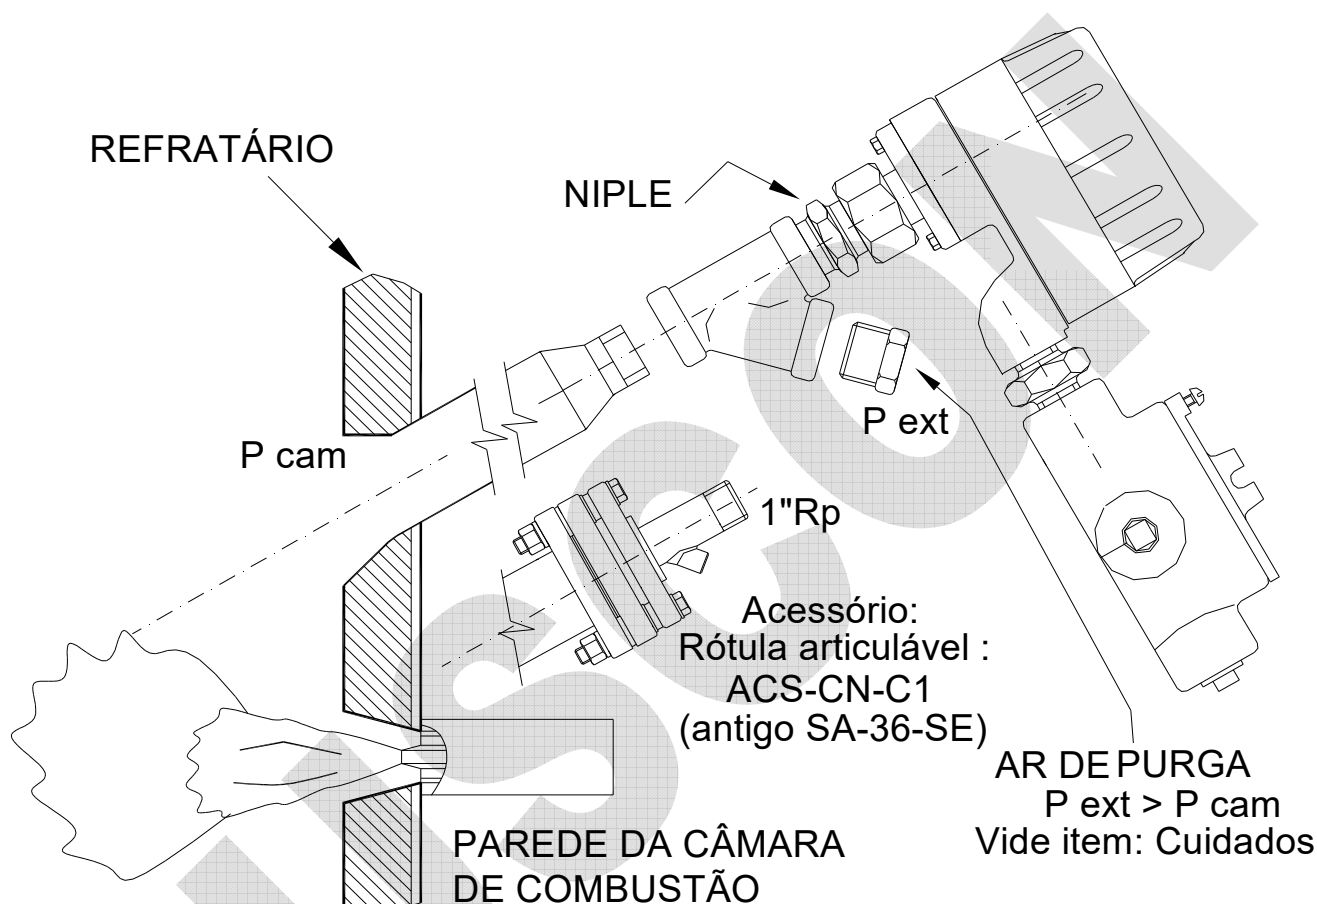 REFRATÁRIO
NIPLE
P ext
P cam
1"Rp
Acessório:
Rótula articulável :
ACS-CN-C1
(antigo SA-36-SE)
AR DE PURGA
P ext > P cam
Vide item: Cuidados
PAREDE DA CÂMARA
DE COMBUSTÃO